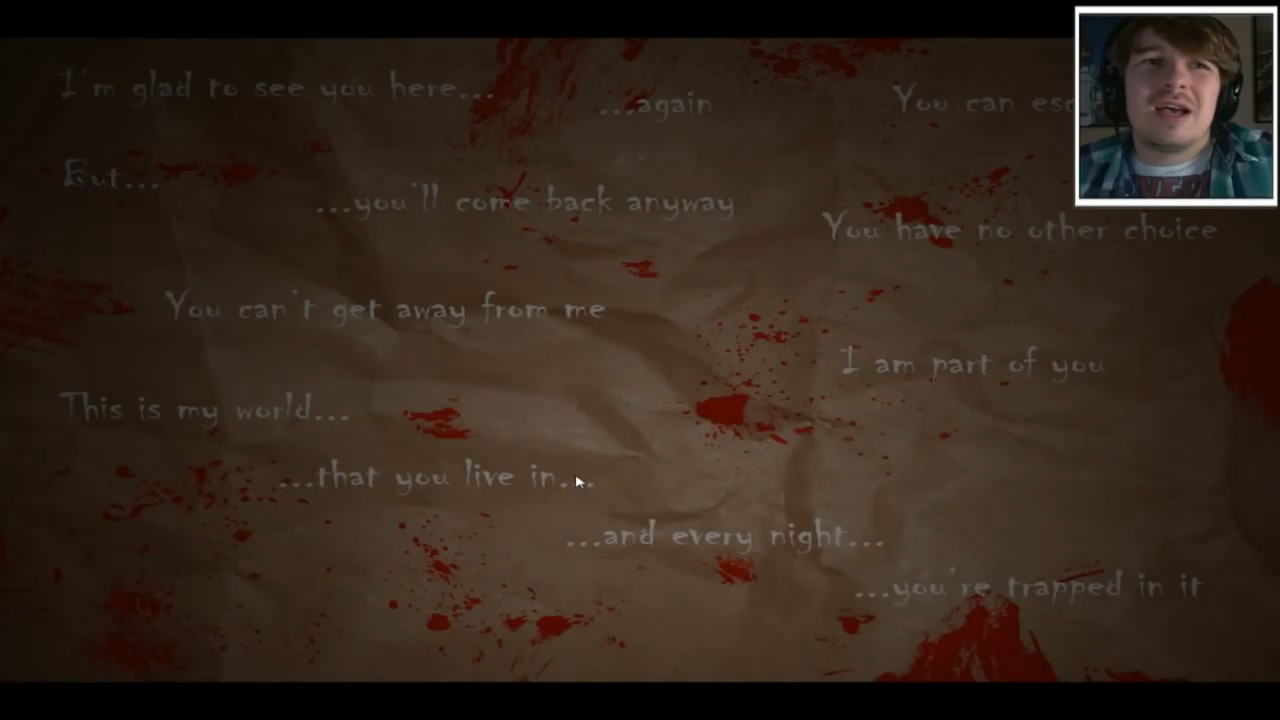 I'm glad to see you here...
...again
You can
But...
...you'll come back anyway
You have no other choice
You can't get away from me
I am part of you
This is my world...
...that you live in...
...and every night...
...you're trapped in it